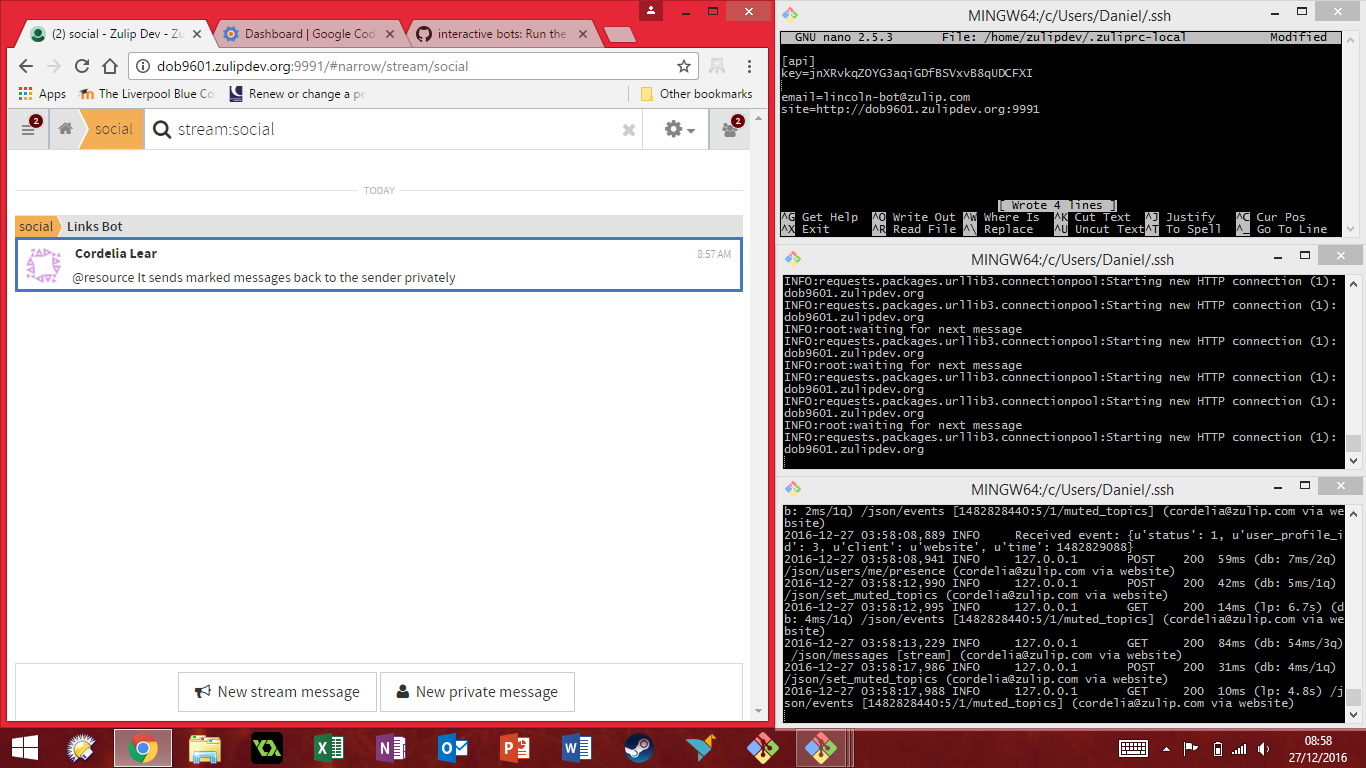 (2) social - Zulip Dev - Zu
Dashboard | Google Cod
interactive bots: Run the
dob9601.zulipdev.org:9991/#narrow/stream/social
Apps
The Liverpool Blue Co
Renew or change a pe
Other bookmarks
2
social
stream:social
2
TODAY
social
Links Bot
Cordelia Lear
8:57 AM
@resource It sends marked messages back to the sender privately
New stream message
New private message
MINGW64:/c/Users/Daniel/.ssh
GNU nano 2.5.3 File: /home/zulipdev/.zuliprc-local Modified
[api]
key=jnXRvkqZOYG3aqiGDfBSVxvB8qUDCFXI
email=lincoln-bot@zulip.com
site=http://dob9601.zulipdev.org:9991
[ Wrote 4 lines ]
^G Get Help ^O Write Out ^W Where Is ^K Cut Text ^J Justify ^C Cur Pos
^X Exit ^R Read File ^\ Replace ^U Uncut Text ^T To Spell ^_ Go To Line
MINGW64:/c/Users/Daniel/.ssh
INFO:requests.packages.urllib3.connectionpool:Starting new HTTP connection (1):
dob9601.zulipdev.org
INFO:requests.packages.urllib3.connectionpool:Starting new HTTP connection (1):
dob9601.zulipdev.org
INFO:root:waiting for next message
INFO:requests.packages.urllib3.connectionpool:Starting new HTTP connection (1):
dob9601.zulipdev.org
INFO:root:waiting for next message
INFO:requests.packages.urllib3.connectionpool:Starting new HTTP connection (1):
dob9601.zulipdev.org
INFO:requests.packages.urllib3.connectionpool:Starting new HTTP connection (1):
dob9601.zulipdev.org
INFO:root:waiting for next message
INFO:requests.packages.urllib3.connectionpool:Starting new HTTP connection (1):
dob9601.zulipdev.org
MINGW64:/c/Users/Daniel/.ssh
b: 2ms/1q) /json/events [1482828440:5/1/muted_topics] (cordelia@zulip.com via we
bsite)
2016-12-27 03:58:08,889 INFO Received event: {u'status': 1, u'user_profile_i
d': 3, u'client': u'website', u'time': 1482829088}
2016-12-27 03:58:08,941 INFO 127.0.0.1 POST 200 59ms (db: 7ms/2q)
/json/users/me/presence (cordelia@zulip.com via website)
2016-12-27 03:58:12,990 INFO 127.0.0.1 POST 200 42ms (db: 5ms/1q)
/json/set_muted_topics (cordelia@zulip.com via website)
2016-12-27 03:58:12,995 INFO 127.0.0.1 GET 200 14ms (lp: 6.7s) (d
b: 4ms/1q) /json/events [1482828440:5/1/muted_topics] (cordelia@zulip.com via we
bsite)
2016-12-27 03:58:13,229 INFO 127.0.0.1 GET 200 84ms (db: 54ms/3q)
/json/messages [stream] (cordelia@zulip.com via website)
2016-12-27 03:58:17,986 INFO 127.0.0.1 POST 200 31ms (db: 4ms/1q)
/json/set_muted_topics (cordelia@zulip.com via website)
2016-12-27 03:58:17,988 INFO 127.0.0.1 GET 200 10ms (lp: 4.8s) /j
son/events [1482828440:5/1/muted_topics] (cordelia@zulip.com via website)
08:58
27/12/2016